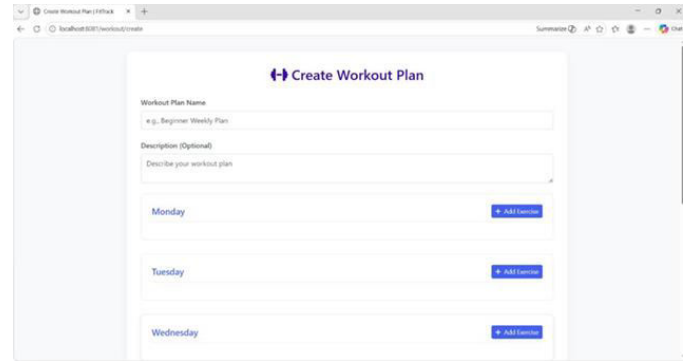 Create Workout Plan | FitTrack
localhost:8081/workout/create
Summarize
Chat
Create Workout Plan
Workout Plan Name
e.g., Beginner Weekly Plan
Description (Optional)
Describe your workout plan
Monday
+ Add Exercise
Tuesday
+ Add Exercise
Wednesday
+ Add Exercise